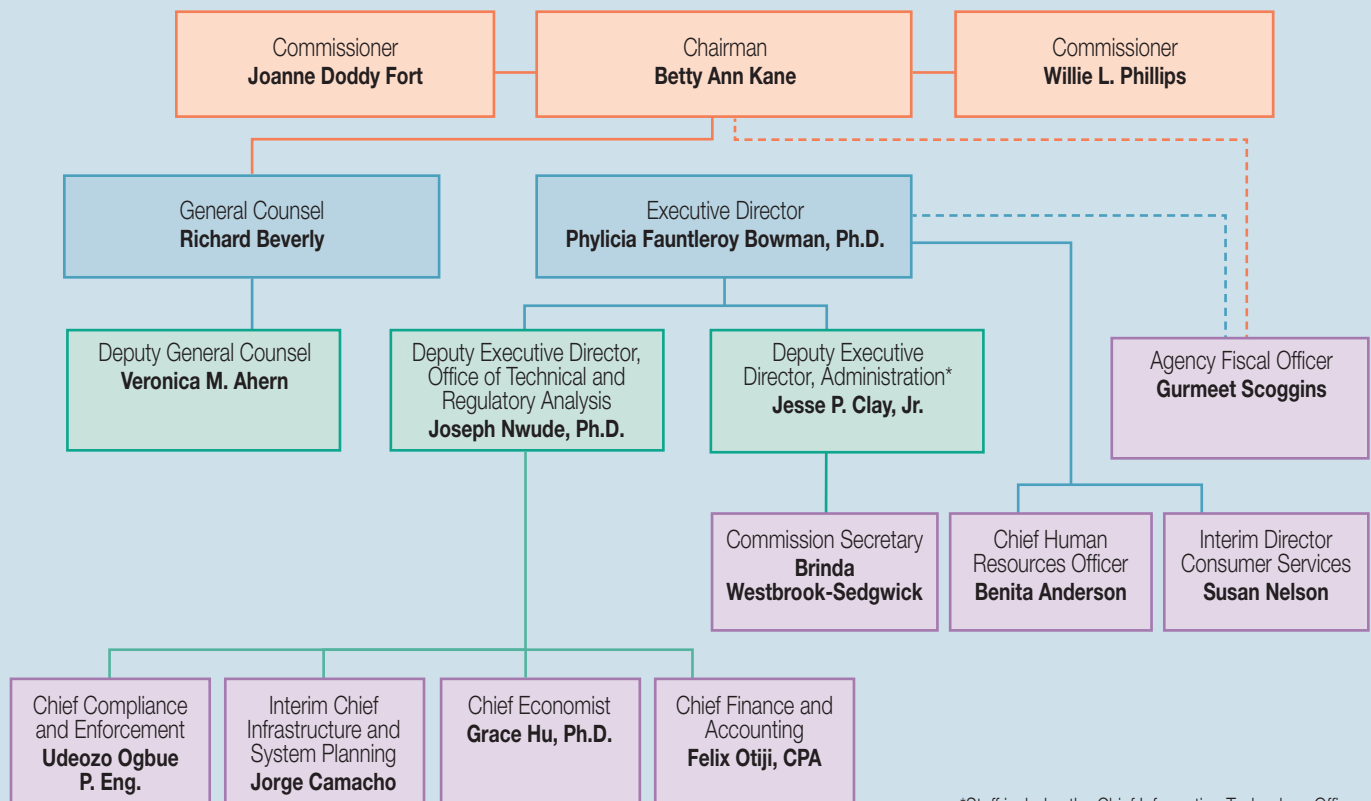 Commissioner
Joanne Doddy Fort
Chairman
Betty Ann Kane
Commissioner
Willie L. Phillips
General Counsel
Richard Beverly
Executive Director
Phylicia Fauntleroy Bowman, Ph.D.
Deputy General Counsel
Veronica M. Ahern
Deputy Executive Director,
Office of Technical and
Regulatory Analysis
Joseph Nwude, Ph.D.
Deputy Executive
Director, Administration*
Jesse P. Clay, Jr.
Agency Fiscal Officer
Gurmeet Scoggins
Commission Secretary
Brinda
Westbrook-Sedgwick
Chief Human
Resources Officer
Benita Anderson
Interim Director
Consumer Services
Susan Nelson
Chief Compliance
and Enforcement
Udeozo Ogbue
P. Eng.
Interim Chief
Infrastructure and
System Planning
Jorge Camacho
Chief Economist
Grace Hu, Ph.D.
Chief Finance and
Accounting
Felix Otiji, CPA